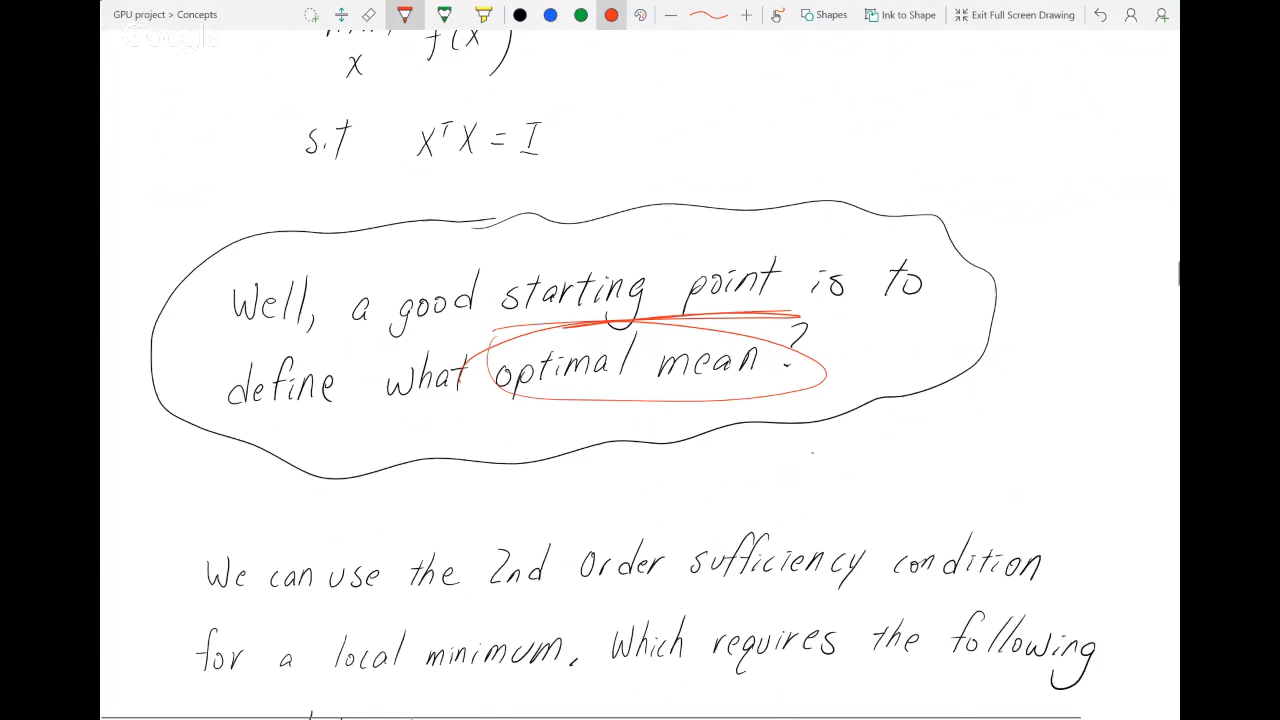 GPU project > Concepts
Shapes
Ink to Shape
Exit Full Screen Drawing
Google
x f(x)
s.t X^T X = I
Well, a good starting point is to
define what optimal mean?
We can use the 2nd Order sufficiency condition
for a local minimum. Which requires the following